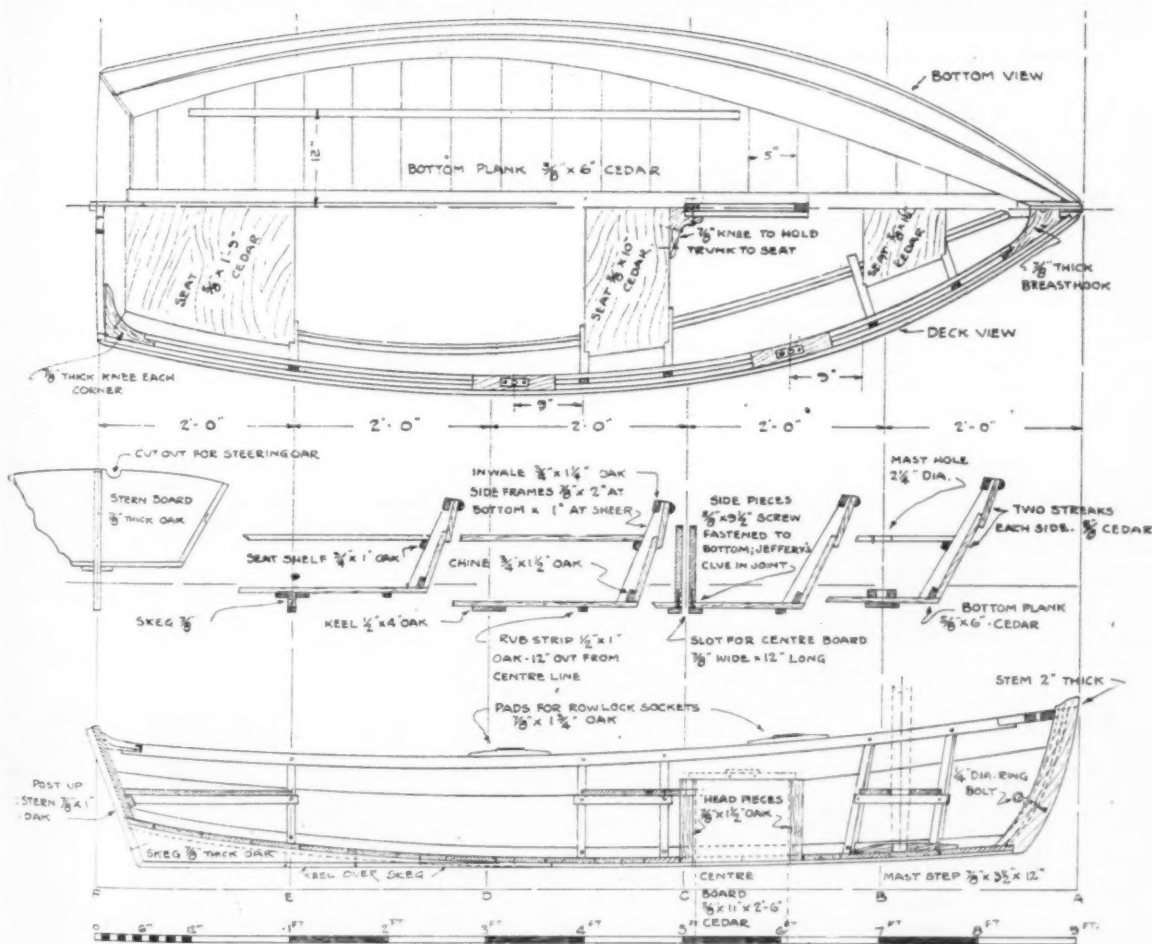 BOTTOM VIEW
12"
5"
BOTTOM PLANK 5/8" x 6" CEDAR
SEAT 5/8" x 1'-9" CEDAR
SEAT 5/8" x 10" CEDAR
7/8" KNEE TO HOLD
TRUNK TO SEAT
SEAT
CEDAR
7/8" THICK
BREASTHOOK
DECK VIEW
7/8" THICK KNEE EACH
CORNER
9"
9"
2'-0"
2'-0"
2'-0"
2'-0"
2'-0"
CUT OUT FOR STEERING OAR
STERN BOARD
7/8" THICK OAK
INWALE 3/4" x 1 1/4" OAK
SIDE FRAMES 7/8" x 2" AT
BOTTOM x 1" AT SHEER
SIDE PIECES
SCREW
FASTENED TO
BOTTOM; JEFFERY'S
GLUE IN JOINT
MAST HOLE
2 1/4" DIA.
TWO STREAKS
EACH SIDE. 5/8" CEDAR
SEAT SHELF 3/4" x 1" OAK
CHINE 3/4" x 1 1/2" OAK
SKEG 7/8"
KEEL 1/2" x 4" OAK
BOTTOM PLANK
5/8" x 6" - CEDAR
RUB STRIP 1/2" x 1"
OAK - 12" OUT FROM
CENTRE LINE
SLOT FOR CENTRE BOARD
7/8" WIDE x 12" LONG
STEM 2" THICK
PADS FOR ROWLOCK SOCKETS
7/8" x 1 3/4" OAK
POST UP
STERN 7/8" x 1"
OAK
HEAD PIECES
7/8" x 1 1/2" OAK
1/4" DIA. RING
BOLT
SKEG 7/8" THICK OAK
KEEL OVER SKEG
MAST STEP 7/8" x 3 1/2" x 12"
CENTRE
BOARD
5/8" x 11" x 2'-6"
CEDAR
F
E
D
C
B
A
0
6"
12"
1 FT
2 FT
3 FT
5 FT
6 FT.
7 FT
8 FT.
9 FT.